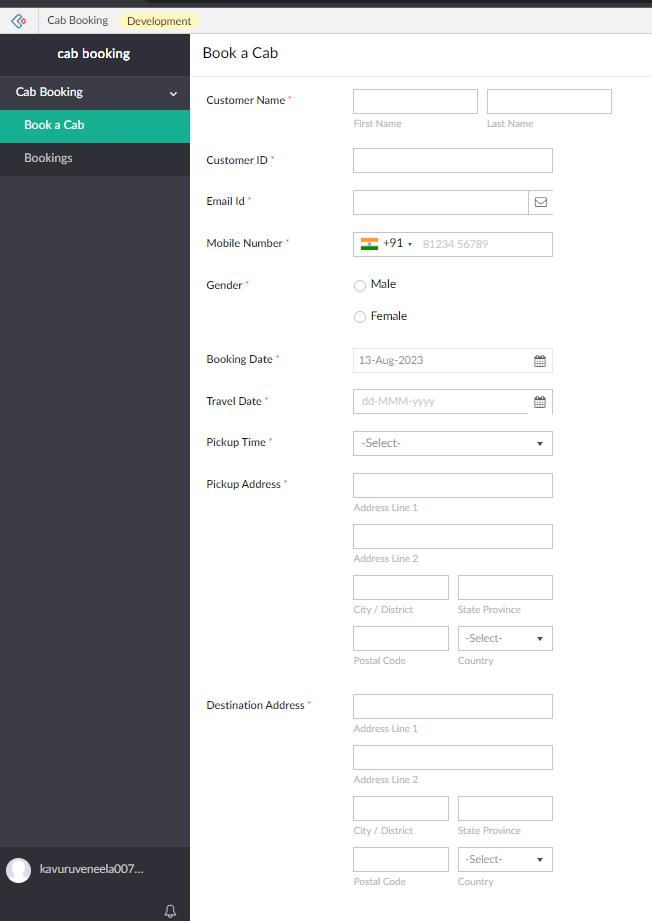 Cab Booking Development
cab booking
Cab Booking
Book a Cab
Bookings
kavuruveneela007...
Book a Cab
Customer Name *
First Name Last Name
Customer ID *
Email Id *
Mobile Number * +91 81234 56789
Gender * Male
Female
Booking Date * 13-Aug-2023
Travel Date * dd-MMM-yyyy
Pickup Time * -Select-
Pickup Address *
Address Line 1
Address Line 2
City / District State Province
-Select-
Postal Code Country
Destination Address *
Address Line 1
Address Line 2
City / District State Province
-Select-
Postal Code Country